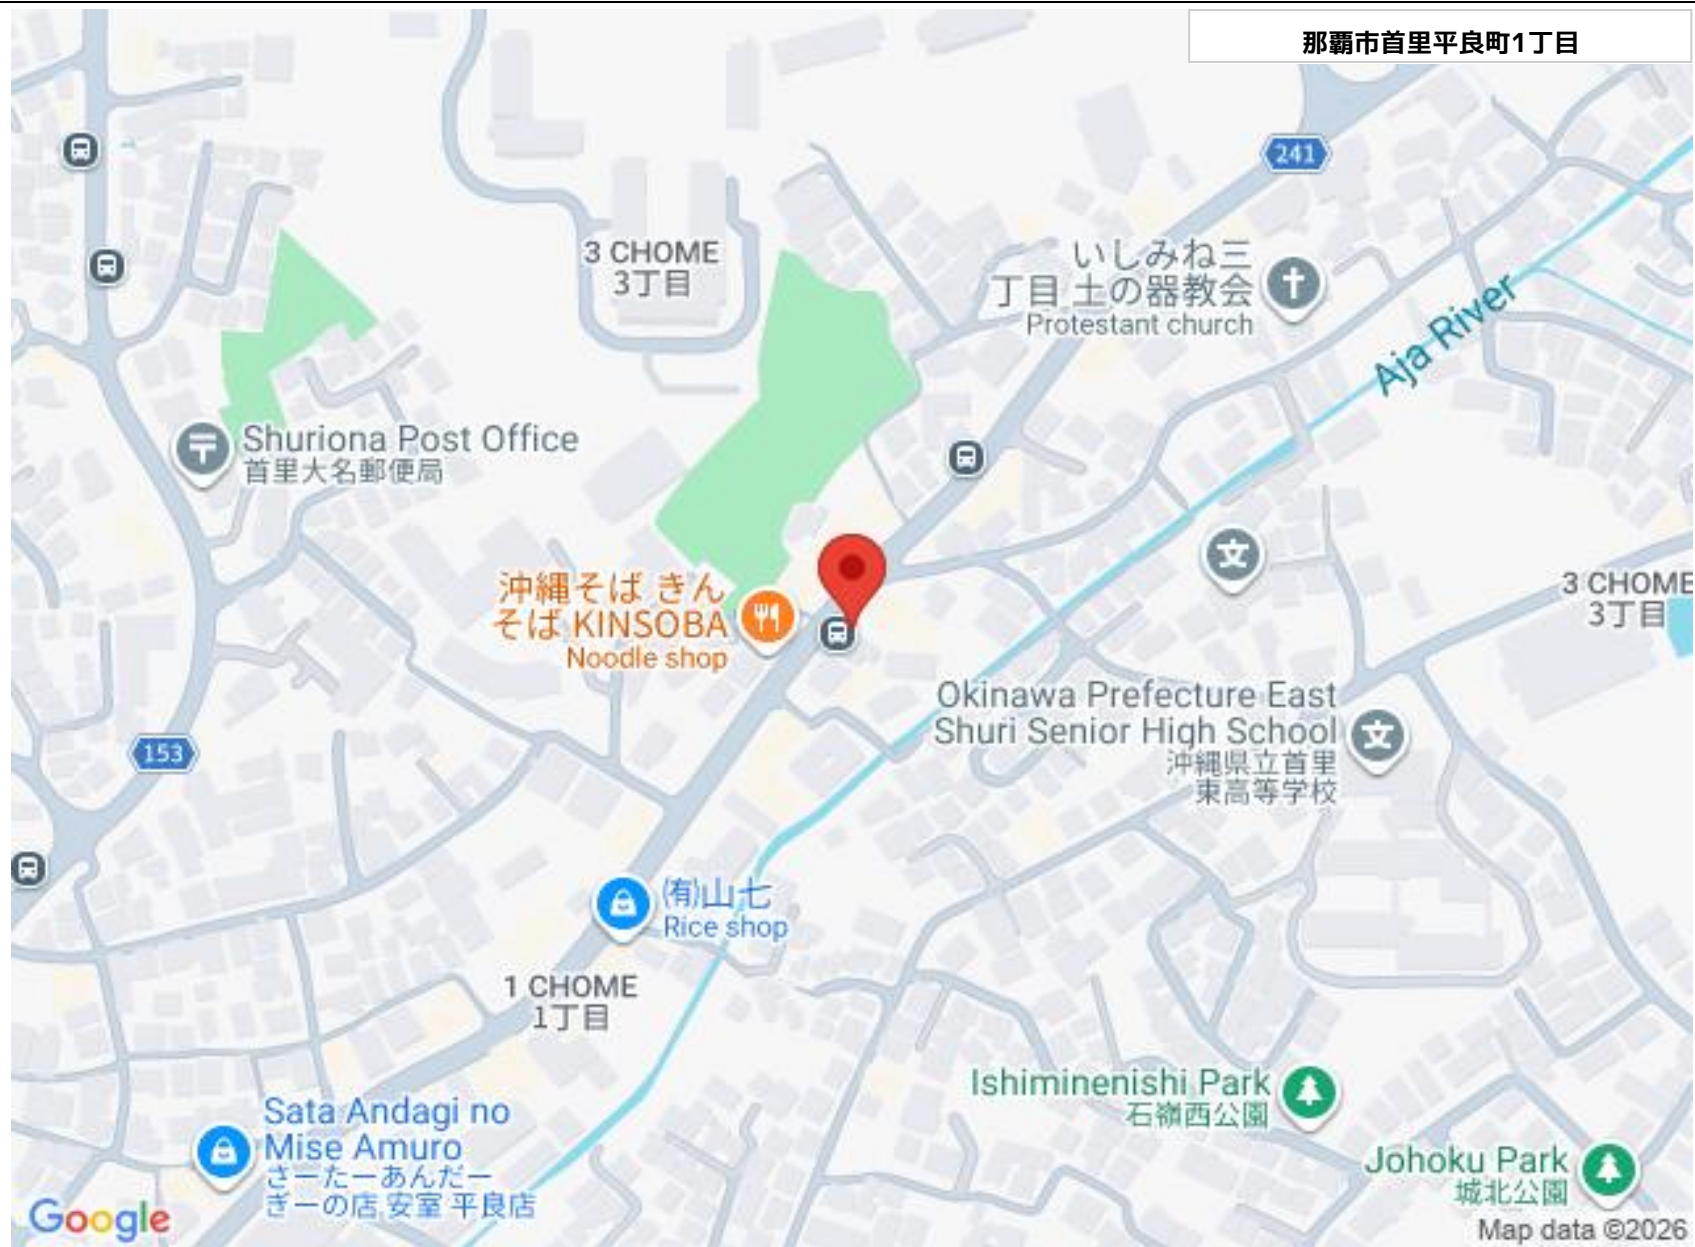 那覇市首里平良町1丁目
241
3 CHOME
3丁目
いしみね三
丁目 土の器教会
Protestant church
Aja River
Shuriona Post Office
首里大名郵便局
沖縄そば きん
そば KINSOBA
Noodle shop
3 CHOME
3丁目
Okinawa Prefecture East
Shuri Senior High School
沖縄県立首里
東高等学校
153
㈲山七
Rice shop
1 CHOME
1丁目
Ishiminenishi Park
石嶺西公園
Sata Andagi no
Mise Amuro
さーたーあんだー
ぎーの店 安室 平良店
Johoku Park
城北公園
Google
Map data ©2026